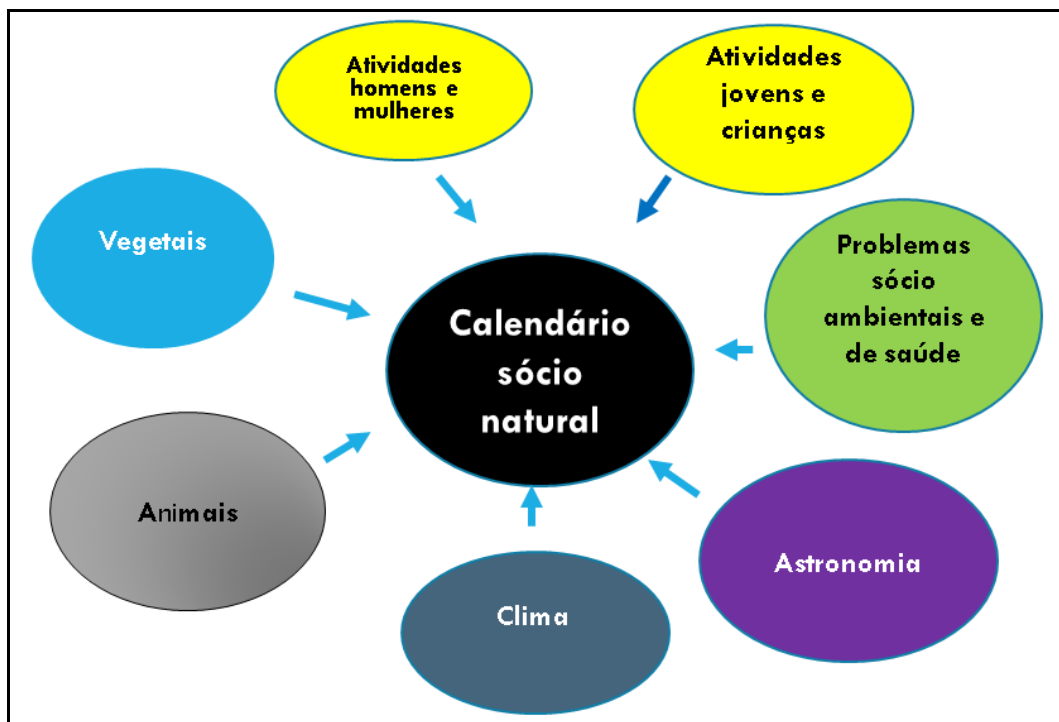 Atividades
homens e
mulheres
Atividades
jovens e
crianças
Vegetais
Problemas
sócio
ambientais e
de saúde
Calendário
sócio
natural
Animais
Astronomia
Clima